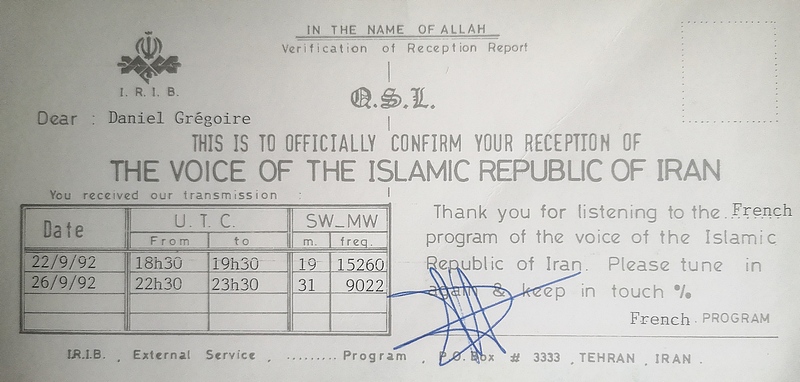 IN THE NAME OF ALLAH
Verification of Reception Report
I. R. I. B.
Q.S.L.
Dear : Daniel Grégoire
THIS IS TO OFFICIALLY CONFIRM YOUR RECEPTION OF
THE VOICE OF THE ISLAMIC REPUBLIC OF IRAN
You received our transmission :
Date U. T. C. SW_MW
From to m. freq.
22/9/92 18h30 19h30 19 15260
26/9/92 22h30 23h30 31 9022
Thank you for listening to the French
program of the voice of the Islamic
Republic of Iran. Please tune in
again & keep in touch %
French PROGRAM
I.R.I.B. , External Service , ......... Program , P.O.Box # 3333 , TEHRAN , IRAN .